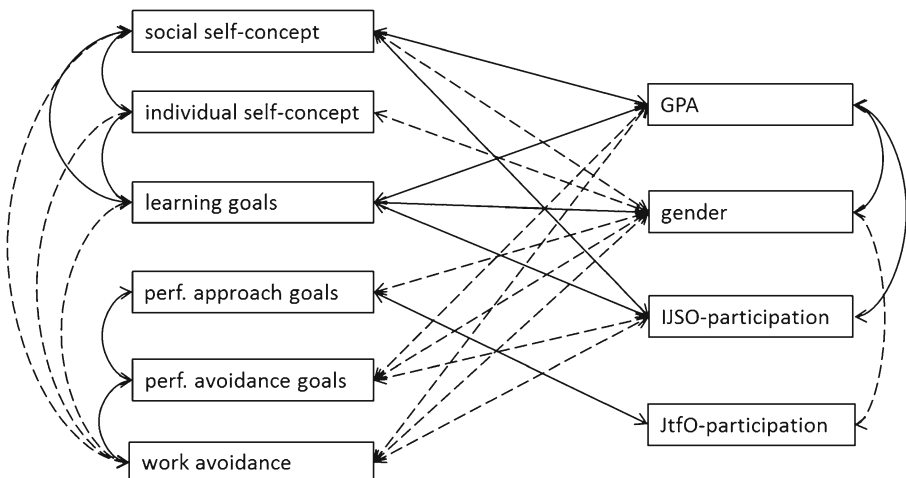 social self-concept
individual self-concept
learning goals
perf. approach goals
perf. avoidance goals
work avoidance
GPA
gender
IJSO-participation
JtfO-participation